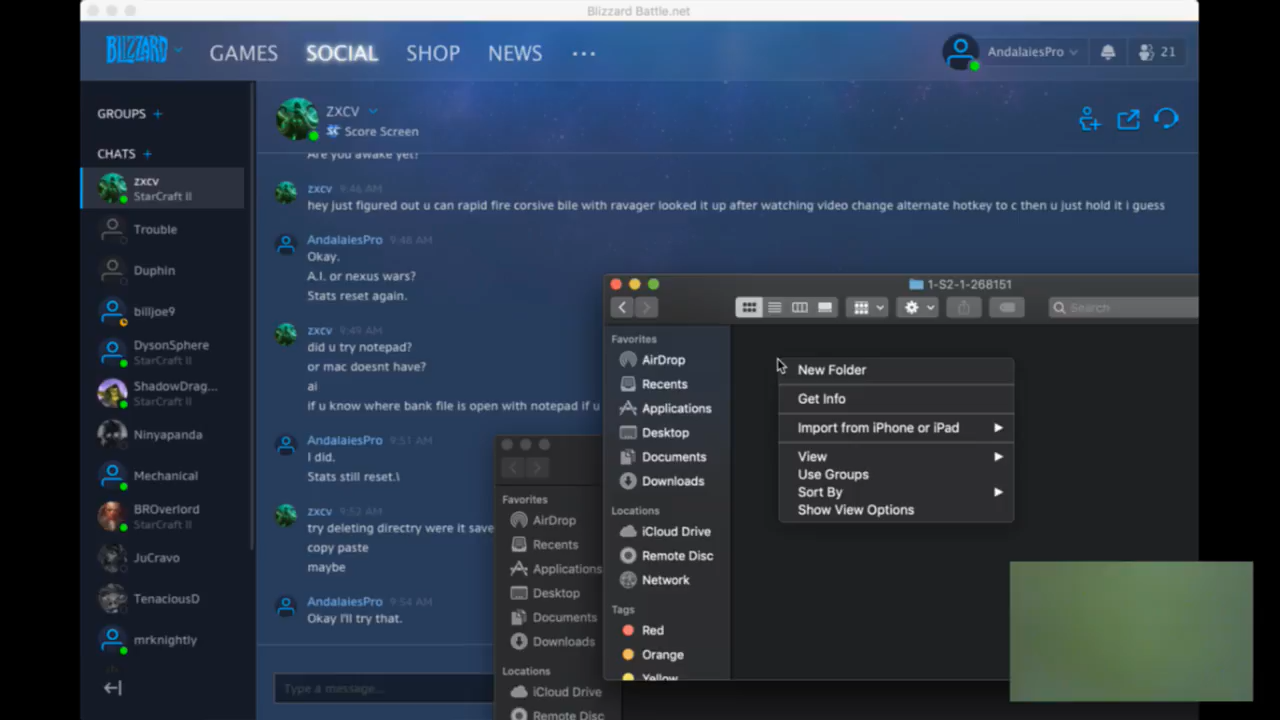 Blizzard Battle.net
BLIZZARD
GAMES
SOCIAL
SHOP
NEWS
AndalaiesPro
21
GROUPS +
CHATS +
zxcv
StarCraft II
Trouble
Duphin
billjoe9
DysonSphere
StarCraft II
ShadowDrag...
StarCraft II
Ninyapanda
Mechanical
BROverlord
StarCraft II
JuCravo
TenaciousD
mrknightly
ZXCV
Score Screen
Are you awake yet?
zxcv 9:46 AM
hey just figured out u can rapid fire corsive bile with ravager looked it up after watching video change alternate hotkey to c then u just hold it i guess
AndalaiesPro 9:48 AM
Okay.
A.I. or nexus wars?
Stats reset again.
zxcv 9:49 AM
did u try notepad?
or mac doesnt have?
ai
if u know where bank file is open with notepad if u
AndalaiesPro 9:51 AM
I did.
Stats still reset.\
zxcv 9:53 AM
try deleting directry were it save
copy paste
maybe
AndalaiesPro 9:54 AM
Okay I'll try that.
Type a message...
Favorites
AirDrop
Recents
Applications
Desktop
Documents
Downloads
Locations
iCloud Drive
Remote Disc
1-S2-1-268151
Search
Favorites
AirDrop
Recents
Applications
Desktop
Documents
Downloads
Locations
iCloud Drive
Remote Disc
Network
Tags
Red
Orange
Yellow
New Folder
Get Info
Import from iPhone or iPad
View
Use Groups
Sort By
Show View Options